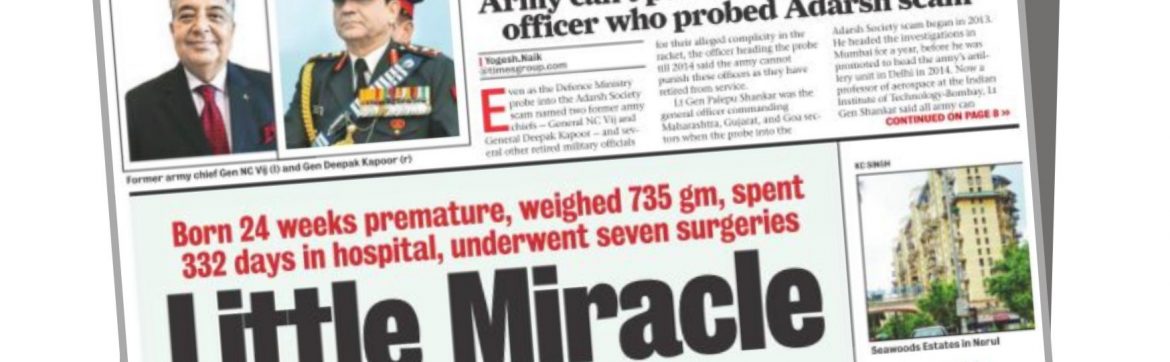 officer who probed Adarsh scam
Yogesh.Naik
@timesgroup.com
Even as the Defence Ministry
probe into the Adarsh Society
scam named two former army
chiefs – General NC Vij and
General Deepak Kapoor – and sev-
eral other retired military officials
for their alleged complicity in the
racket, the officer heading the probe
till 2014 said the army cannot
punish these officers as they have
retired from service.
Lt Gen Palepu Shankar was the
general officer commanding
Maharashtra, Gujarat, and Goa sec-
tors when the probe into the
Adarsh Society scam began in 2013.
He headed the investigations in
Mumbai for a year, before he was
promoted to head the army's artil-
lery unit in Delhi in 2014. Now a
professor of aerospace at the Indian
Institute of Technology-Bombay, Lt
Gen Shankar said all army can
CONTINUED ON PAGE 8 >>
Former army chief Gen NC Vij (l) and Gen Deepak Kapoor (r)
Born 24 weeks premature, weighed 735 gm, spent
332 days in hospital, underwent seven surgeries
Little Miracle
KC SINGH
Seawoods Estates in Nerul